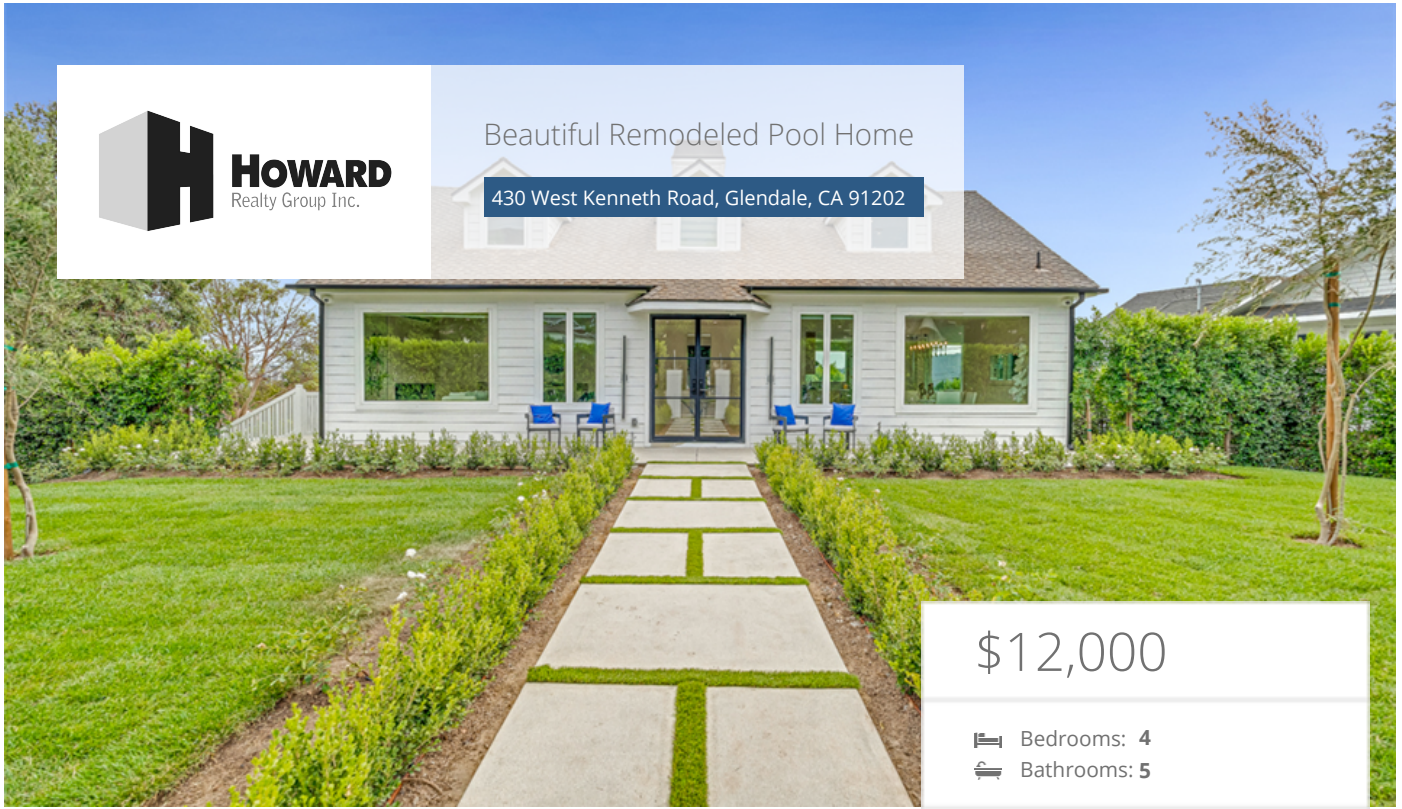 HOWARD
Realty Group Inc.
Beautiful Remodeled Pool Home
430 West Kenneth Road, Glendale, CA 91202
$12,000
Bedrooms: 4
Bathrooms: 5